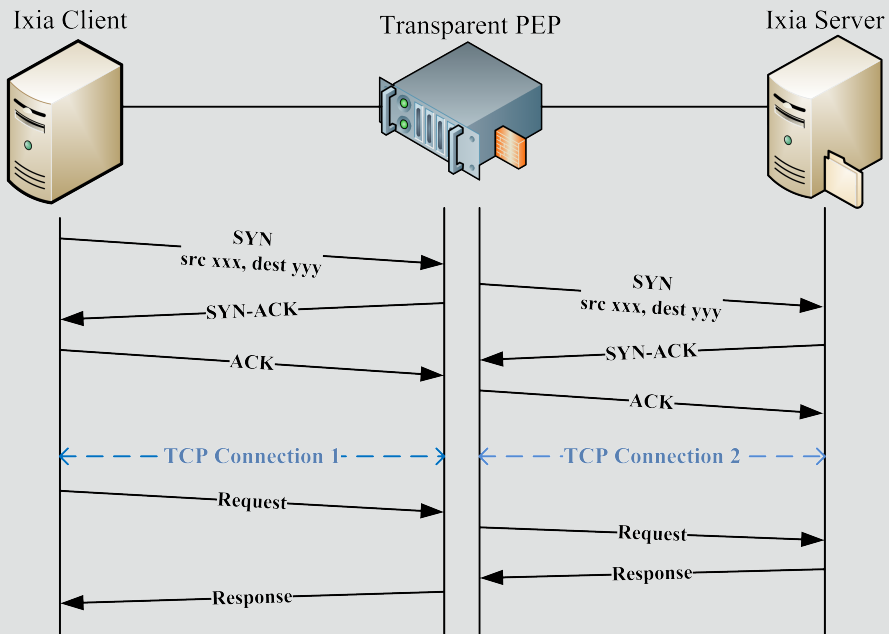 Ixia Client
Transparent PEP
Ixia Server
SYN
src xxx, dest yyy
SYN
src xxx, dest yyy
SYN-ACK
SYN-ACK
ACK
ACK
TCP Connection 1
TCP Connection 2
Request
Request
Response
Response